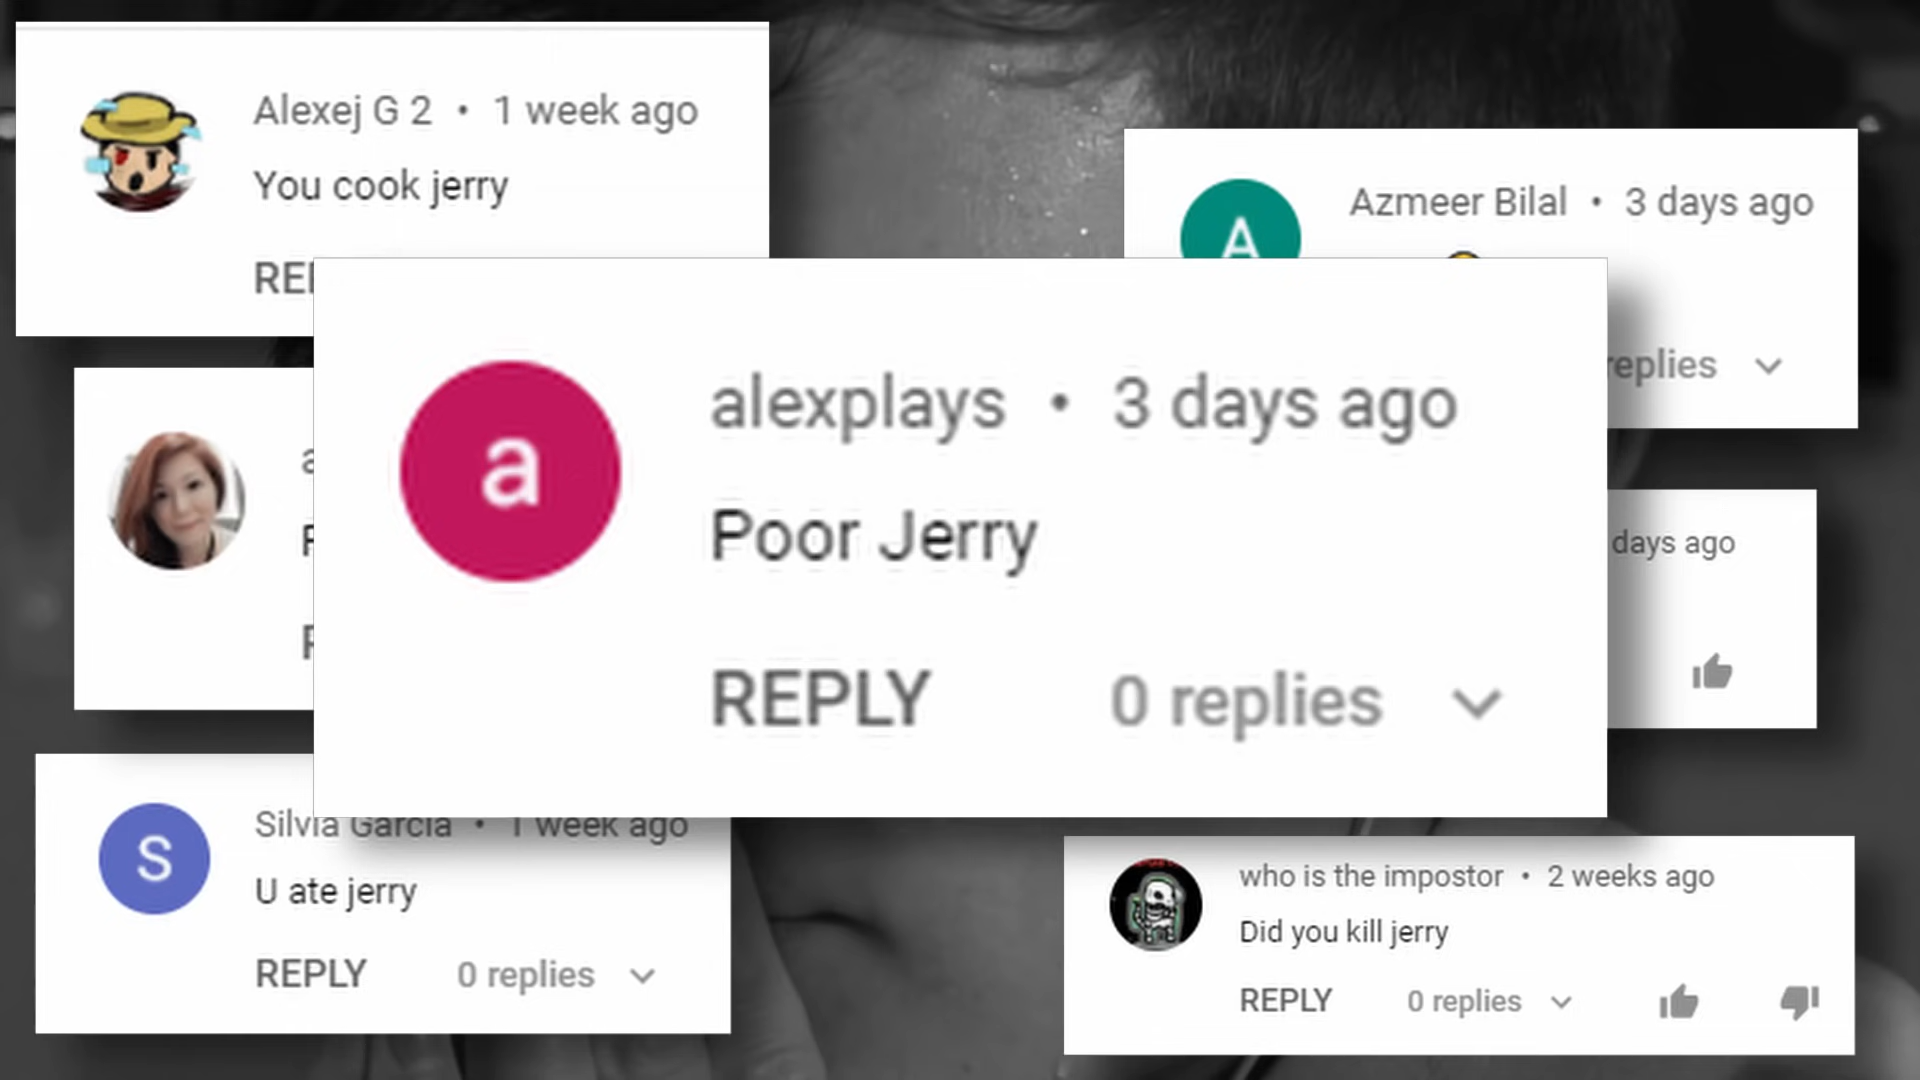 Alexej G 2 • 1 week ago
You cook jerry
Azmeer Bilal • 3 days ago
A
replies
a
alexplays • 3 days ago
Poor Jerry
REPLY 0 replies
days ago
S
Silvia Garcia • 1 week ago
U ate jerry
REPLY 0 replies
who is the impostor • 2 weeks ago
Did you kill jerry
REPLY 0 replies